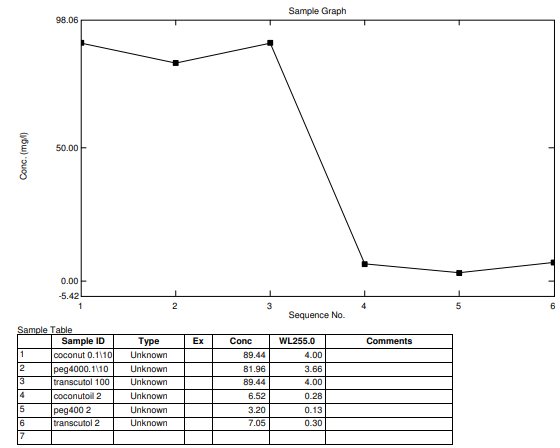 Sample Graph
98.06
50.00
0.00
-5.42
Conc. (mg/l)
1 2 3 4 5 6
Sequence No.
Sample Table
Sample ID Type Ex Conc WL255.0 Comments
1 coconut 0.1\10 Unknown 89.44 4.00
2 peg4000.1\10 Unknown 81.96 3.66
3 transcutol 100 Unknown 89.44 4.00
4 coconutoil 2 Unknown 6.52 0.28
5 peg400 2 Unknown 3.20 0.13
6 transcutol 2 Unknown 7.05 0.30
7